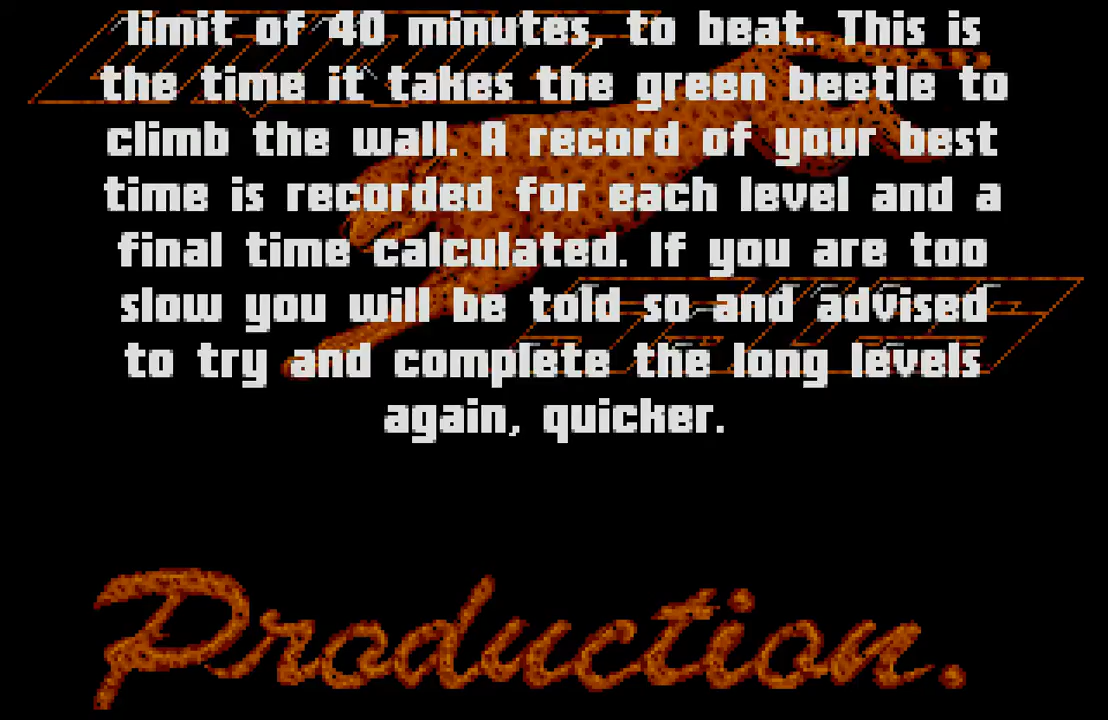 limit of 40 minutes, to beat. This is
the time it takes the green beetle to
climb the wall. A record of your best
time is recorded for each level and a
final time calculated. If you are too
slow you will be told so and advised
to try and complete the long levels
again, quicker.
Production.